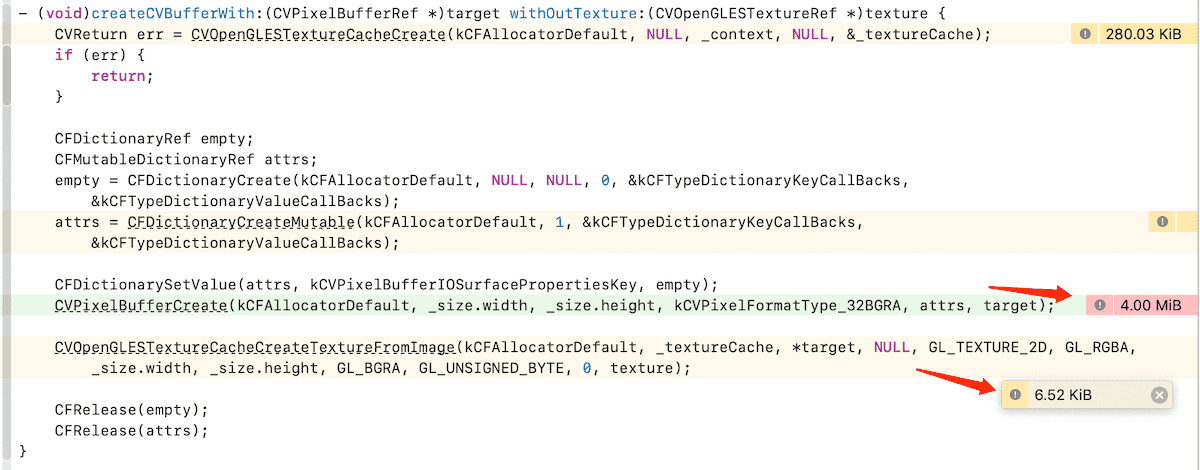 - (void)createCVBufferWith:(CVPixelBufferRef *)target withOutTexture:(CVOpenGLESTextureRef *)texture {
CVReturn err = CVOpenGLESTextureCacheCreate(kCFAllocatorDefault, NULL, _context, NULL, &_textureCache); 280.03 KiB
if (err) {
return;
}
CFDictionaryRef empty;
CFMutableDictionaryRef attrs;
empty = CFDictionaryCreate(kCFAllocatorDefault, NULL, NULL, 0, &kCFTypeDictionaryKeyCallBacks,
&kCFTypeDictionaryValueCallBacks);
attrs = CFDictionaryCreateMutable(kCFAllocatorDefault, 1, &kCFTypeDictionaryKeyCallBacks,
&kCFTypeDictionaryValueCallBacks);
CFDictionarySetValue(attrs, kCVPixelBufferIOSurfacePropertiesKey, empty);
CVPixelBufferCreate(kCFAllocatorDefault, _size.width, _size.height, kCVPixelFormatType_32BGRA, attrs, target); 4.00 MiB
CVOpenGLESTextureCacheCreateTextureFromImage(kCFAllocatorDefault, _textureCache, *target, NULL, GL_TEXTURE_2D, GL_RGBA,
_size.width, _size.height, GL_BGRA, GL_UNSIGNED_BYTE, 0, texture);
6.52 KiB
CFRelease(empty);
CFRelease(attrs);
}